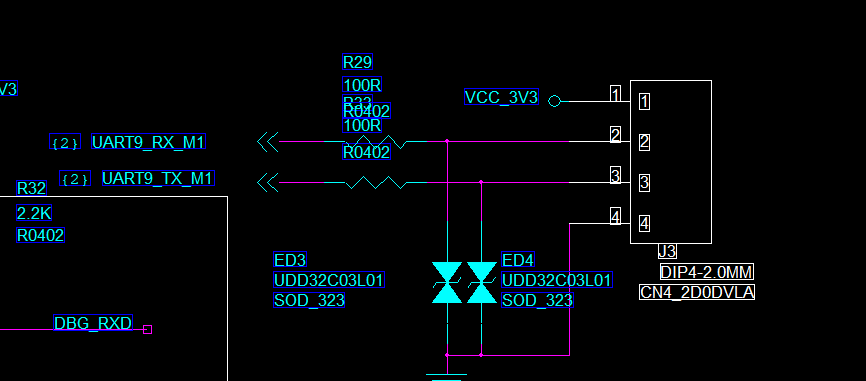 R29
V3
100R
VCC_3V3
1
1
R33
R0402
100R
{2}
UART9_RX_M1
2
2
R0402
{2}
UART9_TX_M1
3
3
R32
2.2K
4
4
R0402
J3
ED3
ED4
DIP4-2.0MM
UDD32C03L01
UDD32C03L01
CN4_2D0DVLA
SOD_323
SOD_323
DBG_RXD